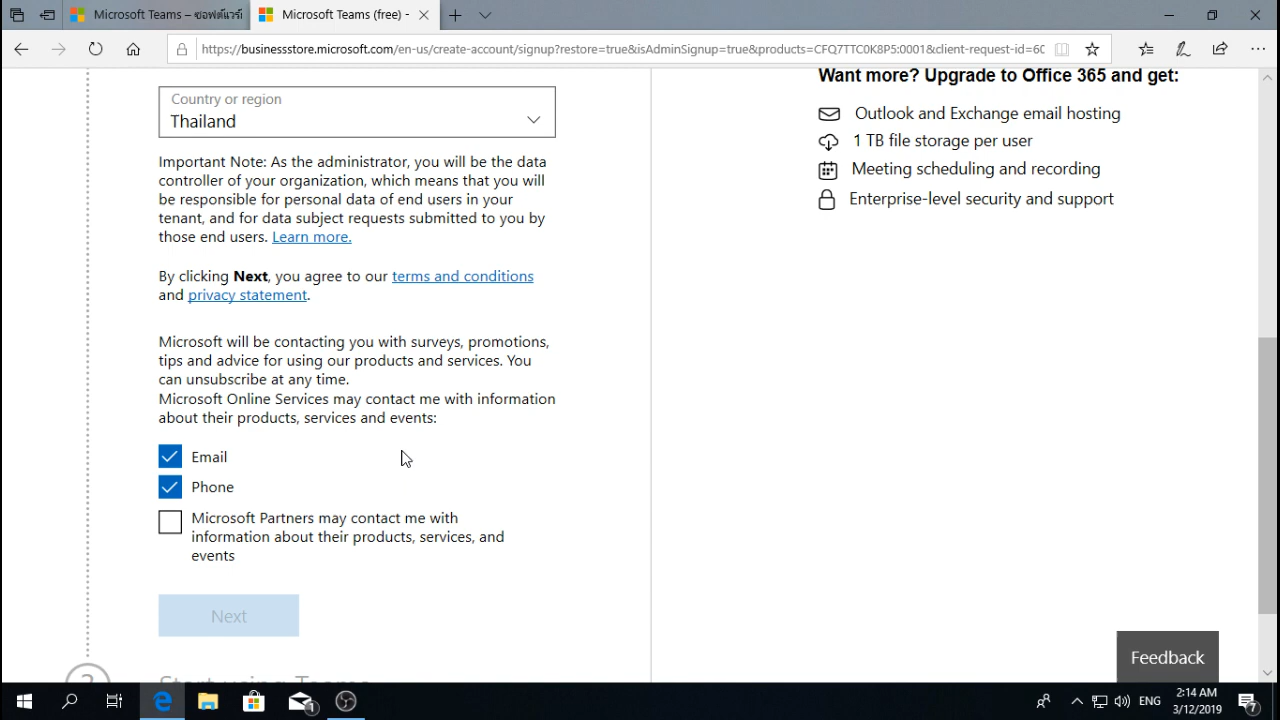 Microsoft Teams – ซอฟต์แวร์
Microsoft Teams (free) -
https://businessstore.microsoft.com/en-us/create-account/signup?restore=true&isAdminSignup=true&products=CFQ7TTC0K8P5:0001&client-request-id=60
Country or region
Thailand
Important Note: As the administrator, you will be the data
controller of your organization, which means that you will
be responsible for personal data of end users in your
tenant, and for data subject requests submitted to you by
those end users. Learn more.
By clicking Next, you agree to our terms and conditions
and privacy statement.
Microsoft will be contacting you with surveys, promotions,
tips and advice for using our products and services. You
can unsubscribe at any time.
Microsoft Online Services may contact me with information
about their products, services and events:
Email
Phone
Microsoft Partners may contact me with
information about their products, services, and
events
Next
Start using Teams
Want more? Upgrade to Office 365 and get:
Outlook and Exchange email hosting
1 TB file storage per user
Meeting scheduling and recording
Enterprise-level security and support
Feedback
1
ENG
2:14 AM
3/12/2019
7